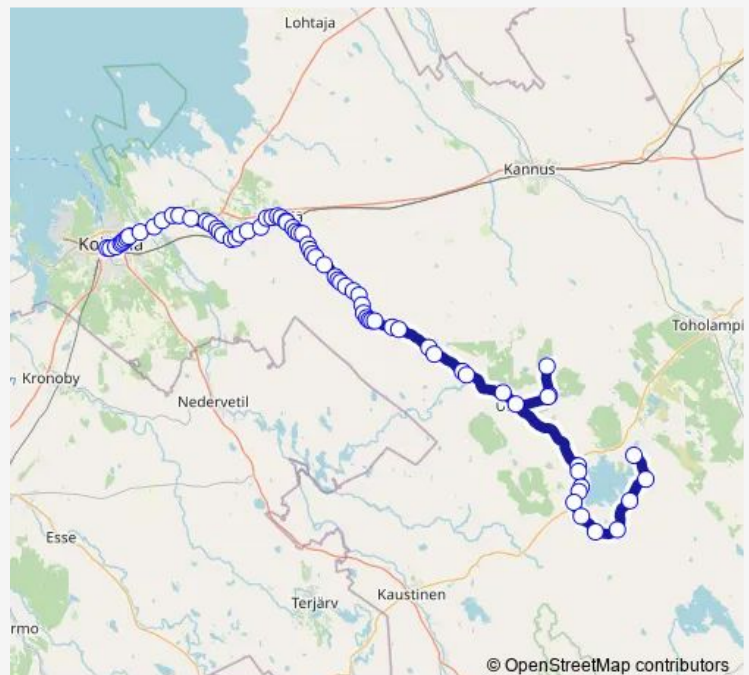 Lohtaja
Kannus
Toholampi
Kronoby
Nedervetil
Esse
Terjärv
Kaustinen
© OpenStreetMap contributors